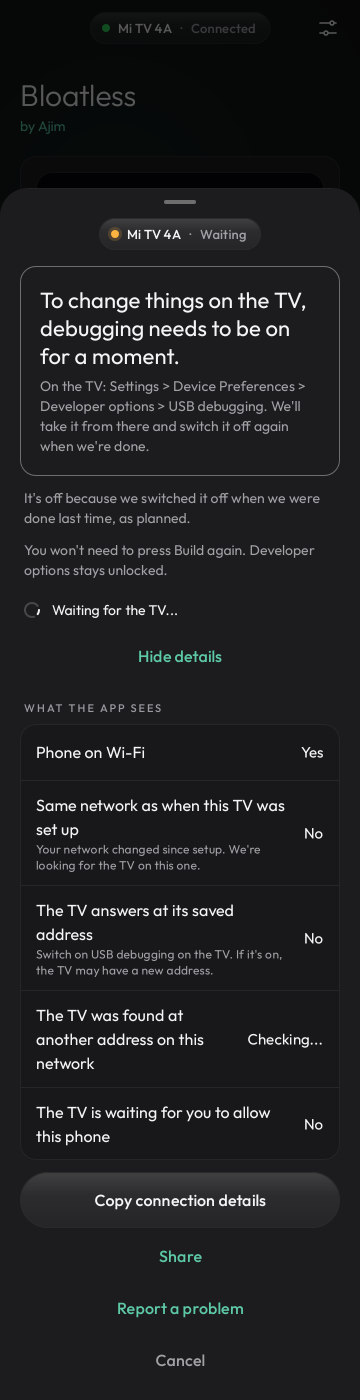 Mi TV 4A · Connected
Bloatless
by Ajim
Mi TV 4A · Waiting
To change things on the TV,
debugging needs to be on
for a moment.
On the TV: Settings > Device Preferences >
Developer options > USB debugging. We'll
take it from there and switch it off again
when we're done.
It's off because we switched it off when we were
done last time, as planned.
You won't need to press Build again. Developer
options stays unlocked.
Waiting for the TV...
Hide details
WHAT THE APP SEES
Phone on Wi-Fi Yes
Same network as when this TV was
set up
No
Your network changed since setup. We're
looking for the TV on this one.
The TV answers at its saved
address
No
Switch on USB debugging on the TV. If it's on,
the TV may have a new address.
The TV was found at
another address on this
network
Checking...
The TV is waiting for you to allow
this phone
No
Copy connection details
Share
Report a problem
Cancel